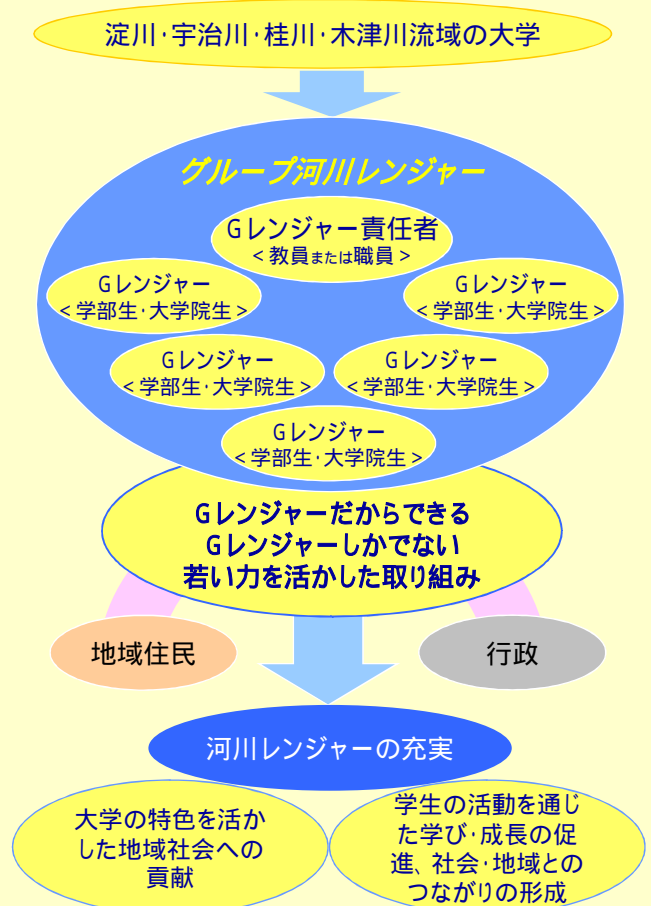 淀川･宇治川･桂川･木津川流域の大学
グループ河川レンジャー
Gレンジャー責任者
<教員または職員>
Gレンジャー
<学部生･大学院生>
Gレンジャー
<学部生･大学院生>
Gレンジャー
<学部生･大学院生>
Gレンジャー
<学部生･大学院生>
Gレンジャー
<学部生･大学院生>
Gレンジャーだからできる
Gレンジャーしかでない
若い力を活かした取り組み
地域住民
行政
河川レンジャーの充実
大学の特色を活か
した地域社会への
貢献
学生の活動を通じ
た学び･成長の促
進、社会･地域との
つながりの形成